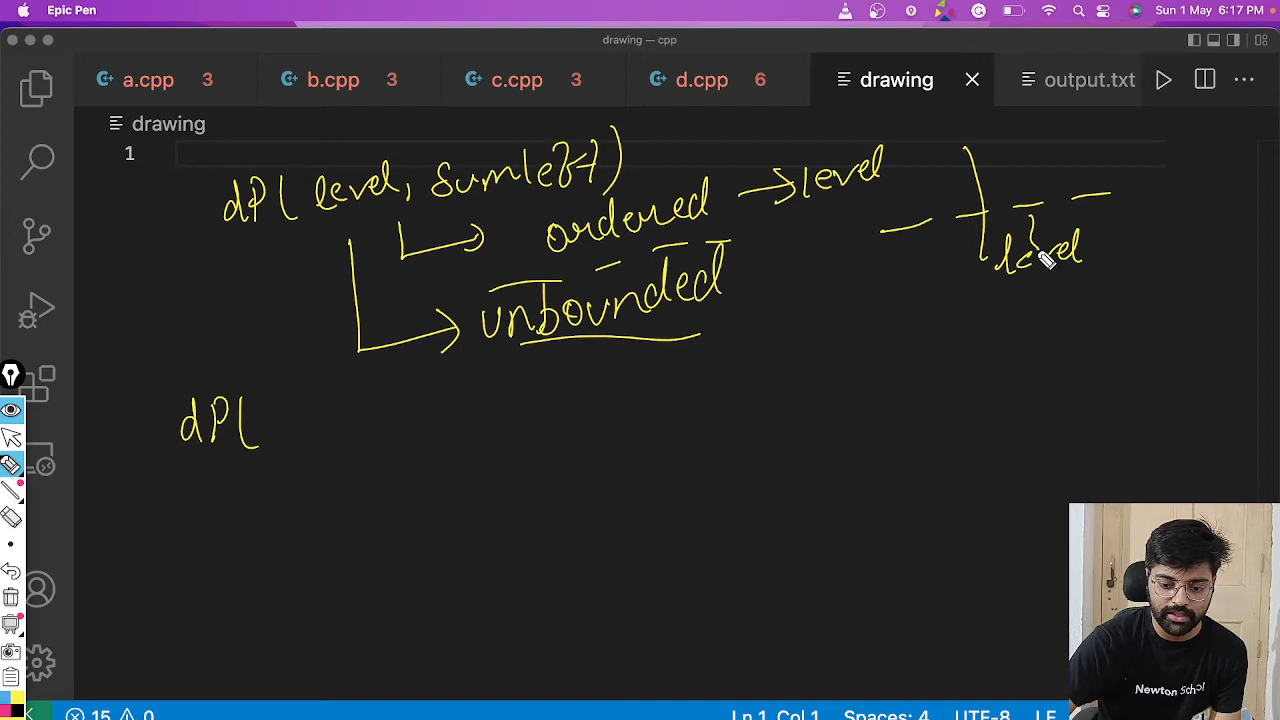 Epic Pen
Sun 1 May 6:17 PM
drawing — cpp
a.cpp 3 b.cpp 3 c.cpp 3 d.cpp 6 drawing output.txt
drawing
1
dP( level, sumleft)
ordered → level
level
unbounded
dP(
Newton School
15 0 Ln 1, Col 1 Spaces: 4 UTF-8 LF